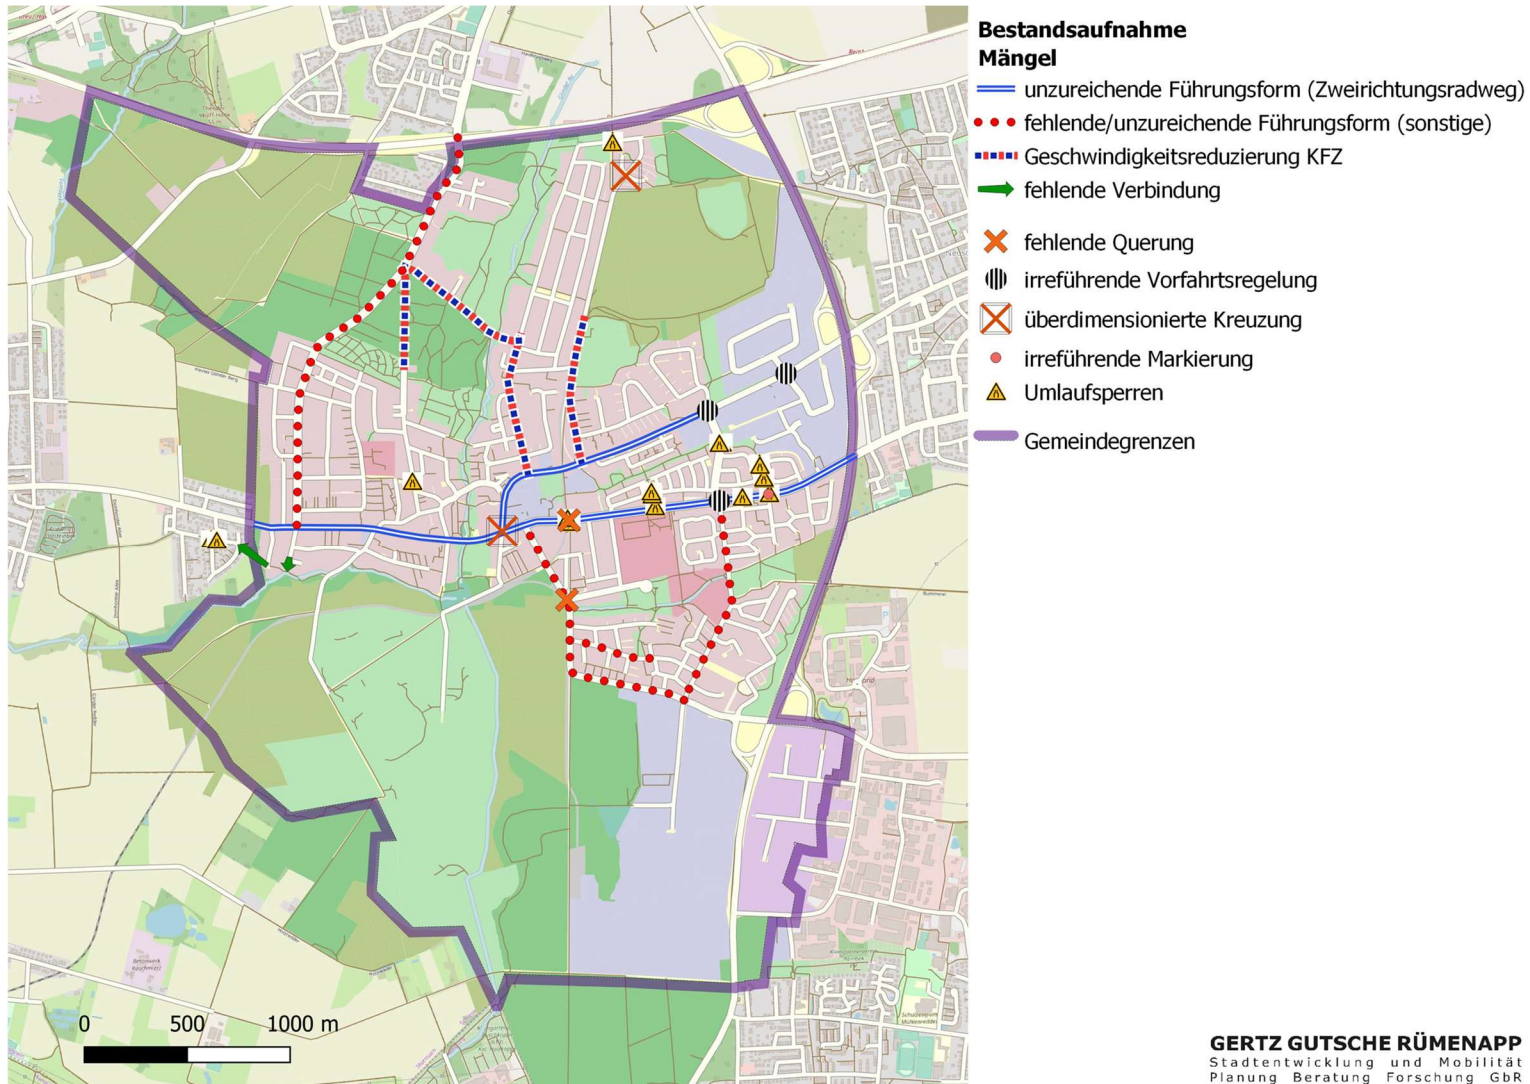 Bestandsaufnahme
Mängel
unzureichende Führungsform (Zweirichtungsradweg)
fehlende/unzureichende Führungsform (sonstige)
Geschwindigkeitsreduzierung KFZ
fehlende Verbindung
fehlende Querung
irreführende Vorfahrtsregelung
überdimensionierte Kreuzung
irreführende Markierung
Umlaufsperren
Gemeindegrenzen
0 500 1000 m
GERTZ GUTSCHE RÜMENAPP
Stadtentwicklung und Mobilität
Planung Beratung Forschung GbR